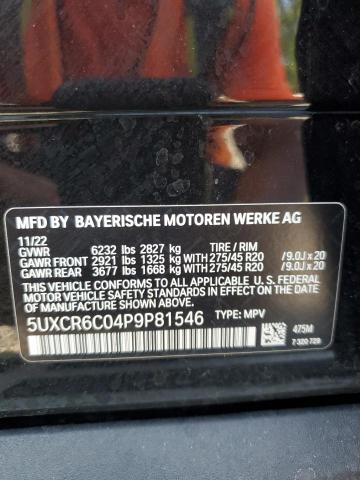 MFD BY BAYERISCHE MOTOREN WERKE AG
11/22
GVWR 6232 lbs 2827 kg TIRE / RIM
GAWR FRONT 2921 lbs 1325 kg WITH 275/45 R20 / 9.0J x 20
GAWR REAR 3677 lbs 1668 kg WITH 275/45 R20 / 9.0J x 20
THIS VEHICLE CONFORMS TO ALL APPLICABLE U.S. FEDERAL
MOTOR VEHICLE SAFETY
STANDARDS IN EFFECT ON THE DATE OF MANUFACTURE SHOWN ABOVE.
5UXCR6C04P9P81546 TYPE: MPV
475M
7 320 729